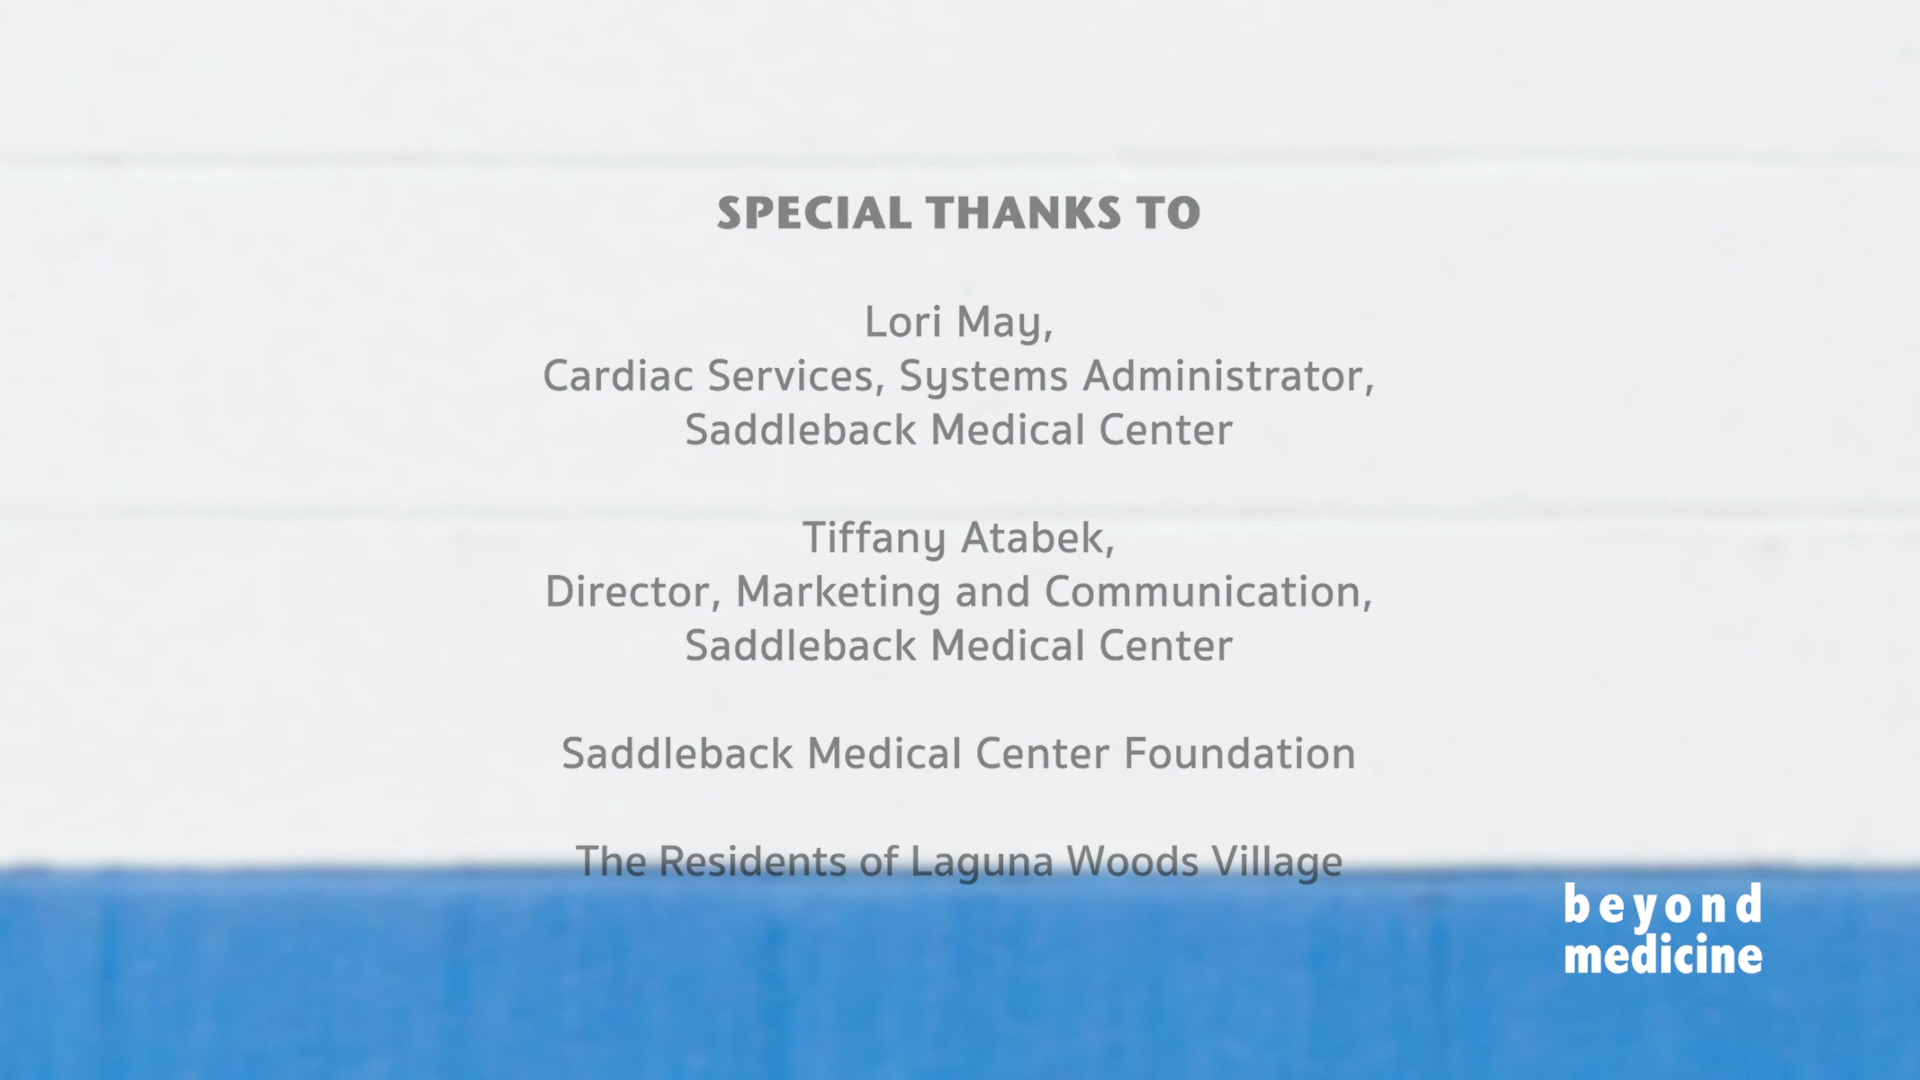 SPECIAL THANKS TO
Lori May,
Cardiac Services, Systems Administrator,
Saddleback Medical Center
Tiffany Atabek,
Director, Marketing and Communication,
Saddleback Medical Center
Saddleback Medical Center Foundation
The Residents of Laguna Woods Village
beyond
medicine